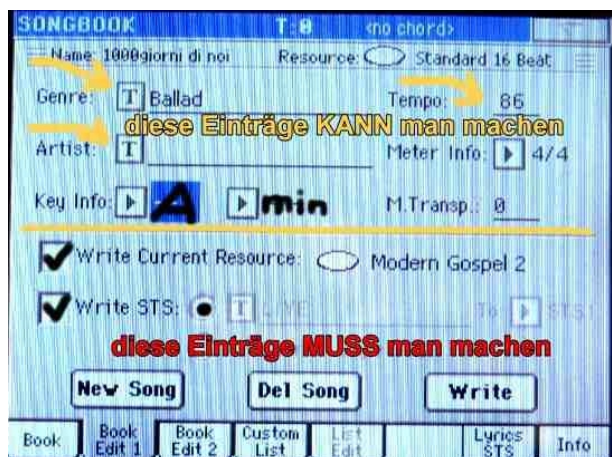 SONGBOOK T:0 <no chord>
Name: 1000giorni di noi Resource: Standard 16 Beat
Genre: T Ballad Tempo: 86
diese Einträge KANN man machen
Artist: T Meter Info: 4/4
Key Info: A min M.Transp.: 0
Write Current Resource: Modern Gospel 2
Write STS: T To STS1
diese Einträge MUSS man machen
New Song Del Song Write
Book Book Edit 1 Book Edit 2 Custom List List Edit Lyrics STS Info